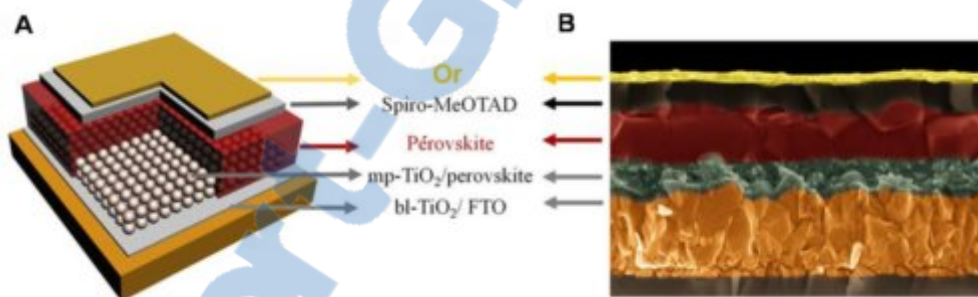 A
B
Or
Spiro-MeOTAD
Pérovskite
mp-TiO2/perovskite
bl-TiO2/ FTO